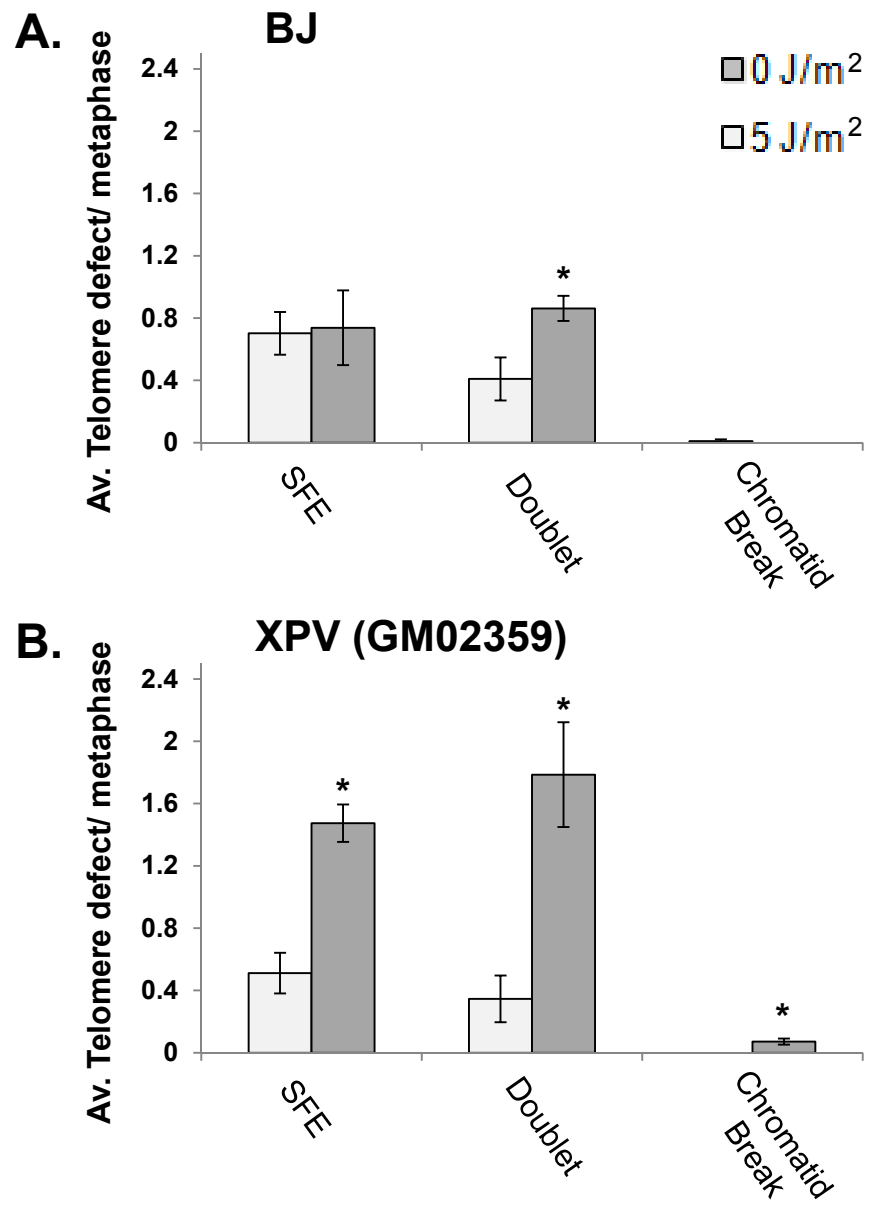 A.
BJ
Av. Telomere defect/ metaphase
2.4
2
1.6
1.2
0.8
0.4
0
0 J/m²
5 J/m²
*
SFE
Doublet
Chromatid
Break
B.
XPV (GM02359)
Av. Telomere defect/ metaphase
2.4
2
1.6
1.2
0.8
0.4
0
*
*
*
SFE
Doublet
Chromatid
Break